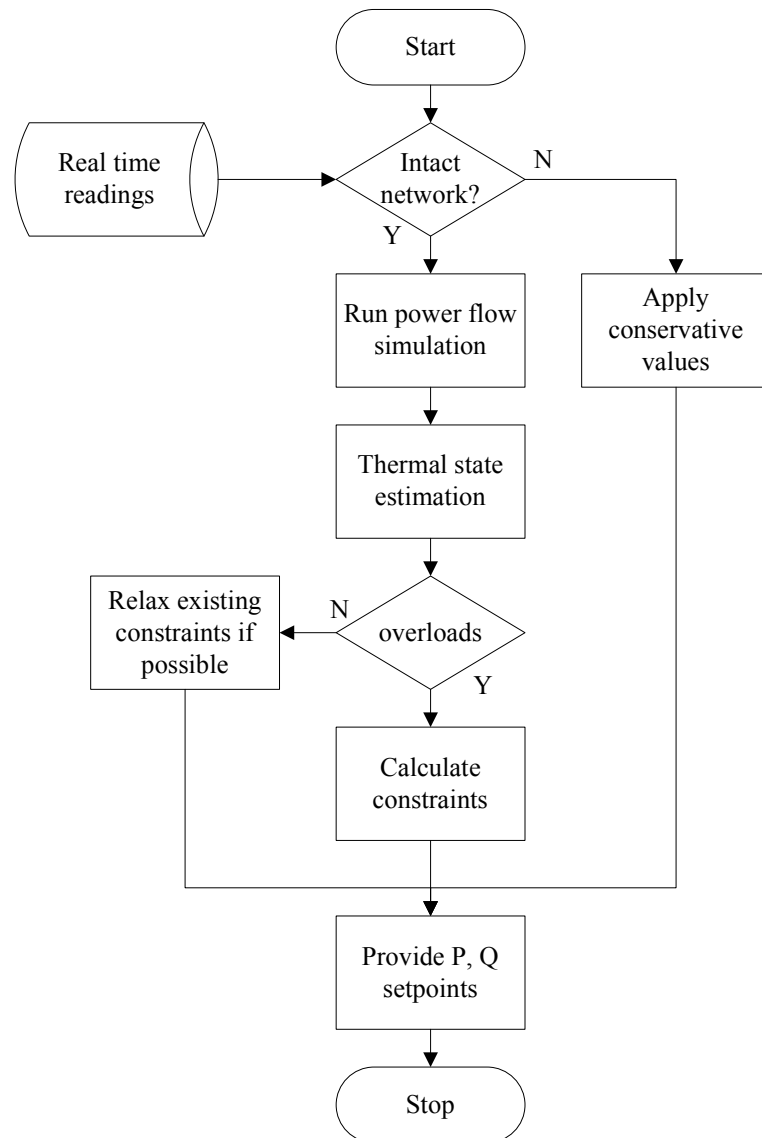 Start
Real time
readings
Intact
network?
N
Y
Run power flow
simulation
Apply
conservative
values
Thermal state
estimation
Relax existing
constraints if
possible
N
overloads
Y
Calculate
constraints
Provide P, Q
setpoints
Stop